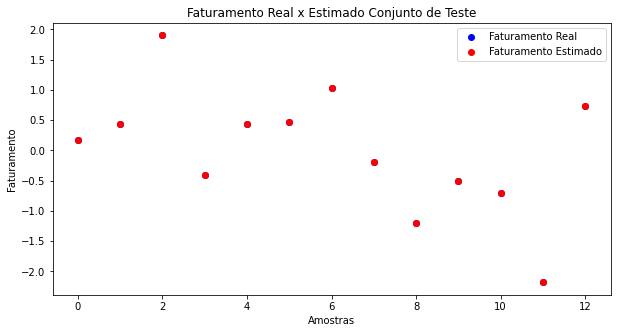 Faturamento Real x Estimado Conjunto de Teste
Faturamento Real
Faturamento Estimado
2.0
1.5
1.0
0.5
0.0
−0.5
−1.0
−1.5
−2.0
Faturamento
0 2 4 6 8 10 12
Amostras